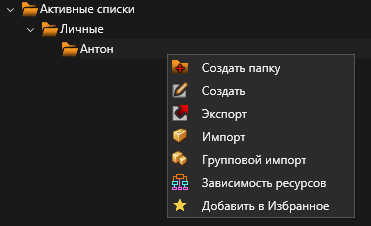 Активные списки
Личные
Антон
Создать папку
Создать
Экспорт
Импорт
Групповой импорт
Зависимость ресурсов
Добавить в Избранное